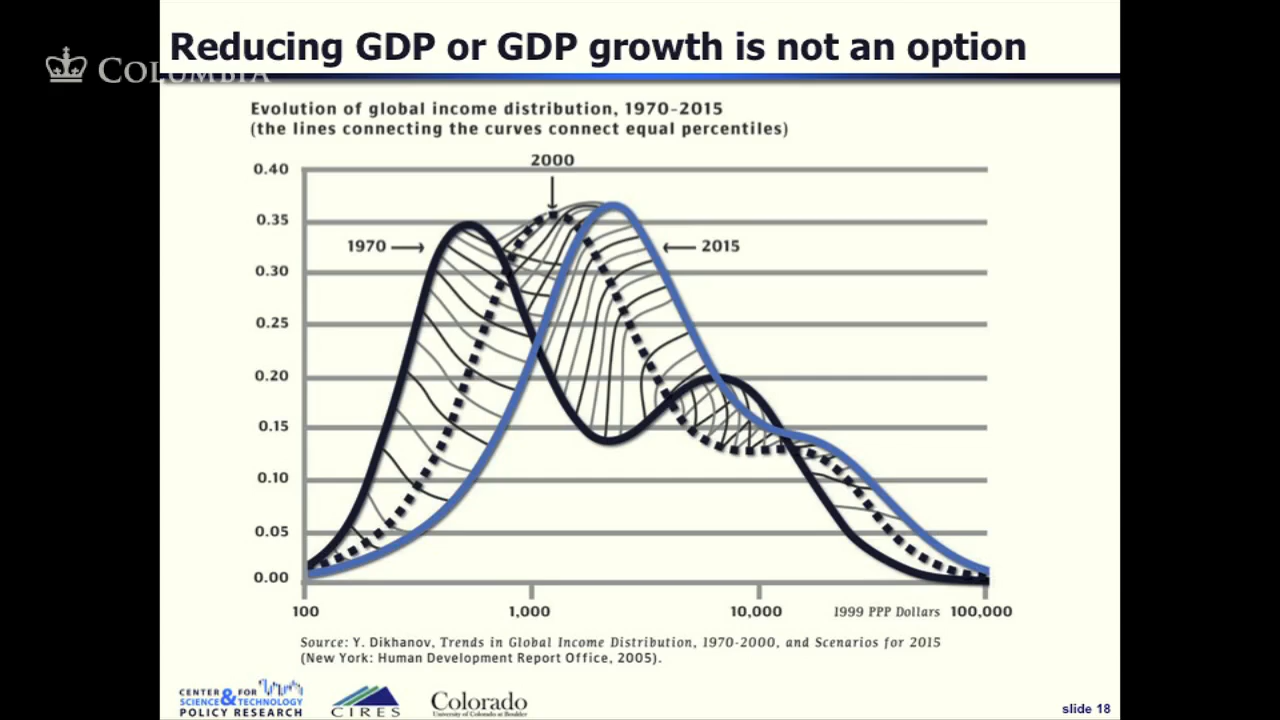 Reducing GDP or GDP growth is not an option
COLUMBIA
Evolution of global income distribution, 1970–2015
(the lines connecting the curves connect equal percentiles)
2000
0.40
0.35
1970
2015
0.30
0.25
0.20
0.15
0.10
0.05
0.00
100
1,000
10,000
1999 PPP Dollars
100,000
Source: Y. Dikhanov, Trends in Global Income Distribution, 1970-2000, and Scenarios for 2015
(New York: Human Development Report Office, 2005).
CENTER FOR
SCIENCE & TECHNOLOGY
POLICY RESEARCH
CIRES
Colorado
University of Colorado at Boulder
slide 18